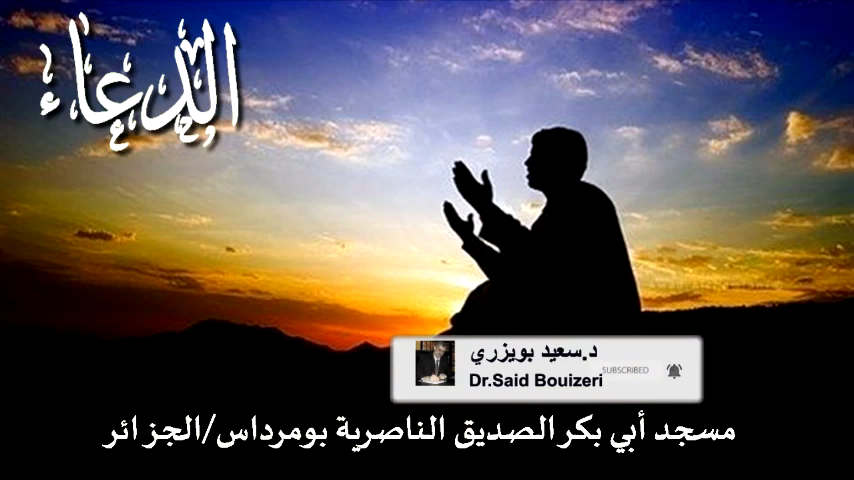 الدعاء
د.سعيد بويزري
SUBSCRIBED
Dr.Said Bouizeri
مسجد أبي بكر الصديق الناصرية بومرداس/الجزائر